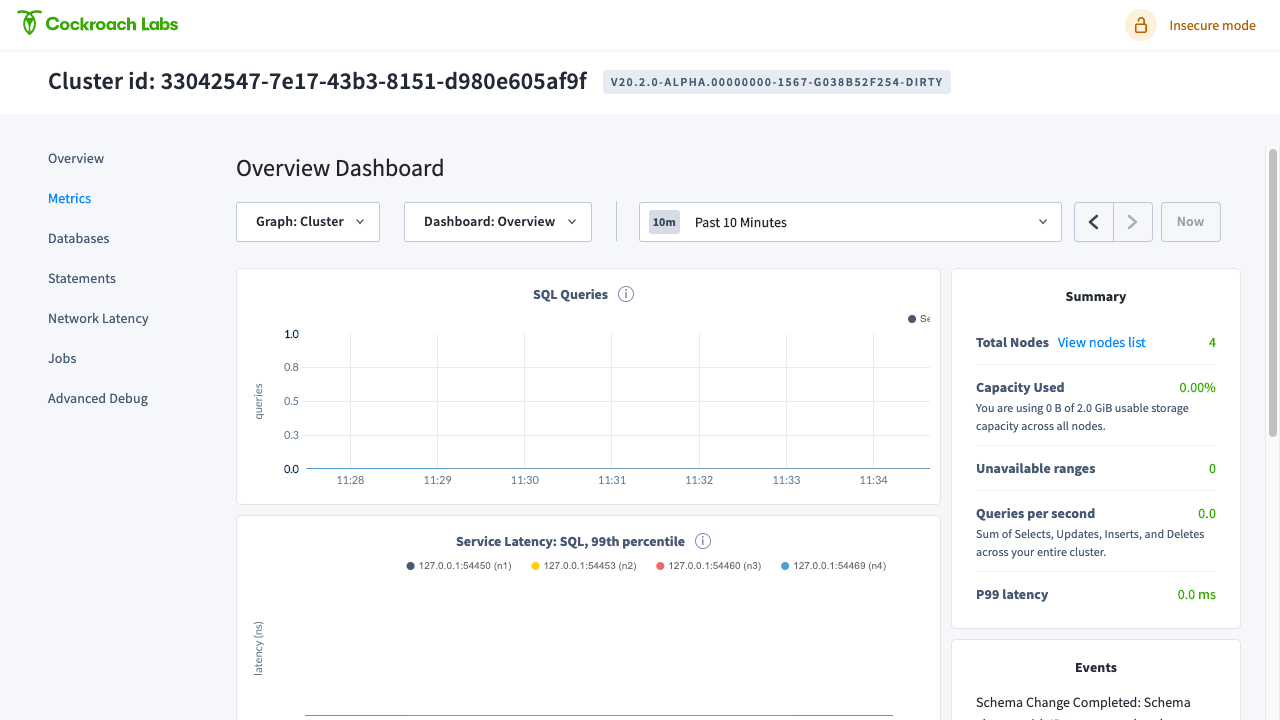 Cockroach Labs
Insecure mode
Cluster id: 33042547-7e17-43b3-8151-d980e605af9f
V20.2.0-ALPHA.00000000-1567-G038B52F254-DIRTY
Overview
Metrics
Databases
Statements
Network Latency
Jobs
Advanced Debug
Overview Dashboard
Graph: Cluster
Dashboard: Overview
10m Past 10 Minutes
Now
SQL Queries
1.0
0.8
0.5
0.3
0.0
queries
11:28 11:29 11:30 11:31 11:32 11:33 11:34
Service Latency: SQL, 99th percentile
127.0.0.1:54450 (n1) 127.0.0.1:54453 (n2) 127.0.0.1:54460 (n3) 127.0.0.1:54469 (n4)
latency (ns)
Summary
Total Nodes View nodes list 4
Capacity Used 0.00%
You are using 0 B of 2.0 GiB usable storage
capacity across all nodes.
Unavailable ranges 0
Queries per second 0.0
Sum of Selects, Updates, Inserts, and Deletes
across your entire cluster.
P99 latency 0.0 ms
Events
Schema Change Completed: Schema